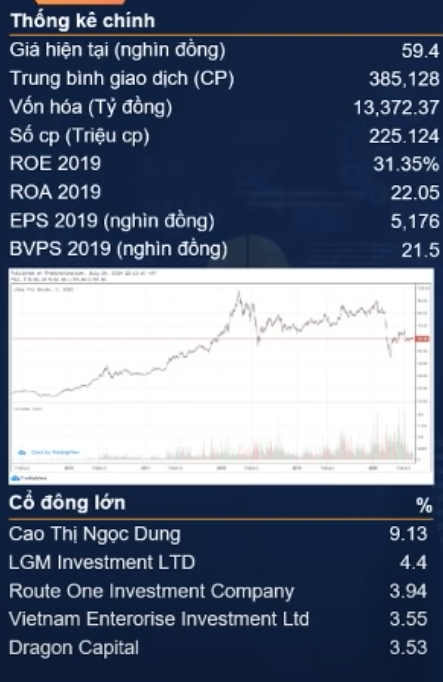 Thống kê chính
Giá hiện tại (nghìn đồng) 59.4
Trung bình giao dịch (CP) 385,128
Vốn hóa (Tỷ đồng) 13,372.37
Số cp (Triệu cp) 225.124
ROE 2019 31.35%
ROA 2019 22.05
EPS 2019 (nghìn đồng) 5,176
BVPS 2019 (nghìn đồng) 21.5
Chart by TradingView
TradingView
Cổ đông lớn %
Cao Thị Ngọc Dung 9.13
LGM Investment LTD 4.4
Route One Investment Company 3.94
Vietnam Enterorise Investment Ltd 3.55
Dragon Capital 3.53